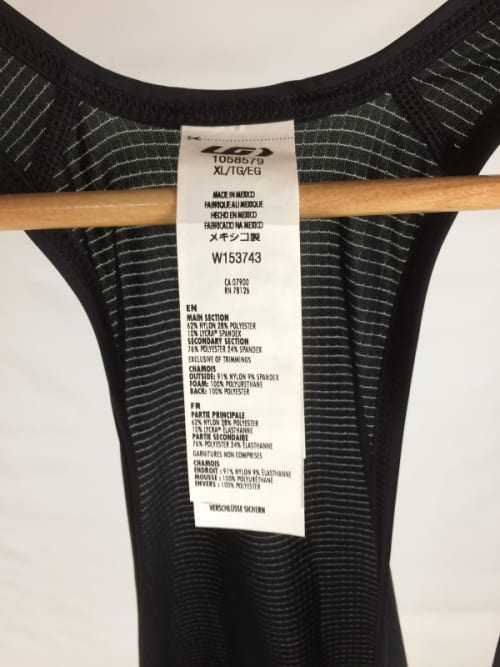 LG
1058579
XL/TG/EG
MADE IN MEXICO
FABRIQUE AU MEXIQUE
HECHO EN MEXICO
FABRICADO NA MEXICO
メキシコ製
W153743
CA 07900
RN 78126
EN
MAIN SECTION
62% NYLON 28% POLYESTER
10% LYCRA® SPANDEX
SECONDARY SECTION
76% POLYESTER 24% SPANDEX
EXCLUSIVE OF TRIMMINGS
CHAMOIS
OUTSIDE: 91% NYLON 9% SPANDEX
FOAM: 100% POLYURETHANE
BACK: 100% POLYESTER
FR
PARTIE PRINCIPALE
62% NYLON 28% POLYESTER
10% LYCRA® ÉLASTHANNE
PARTIE SECONDAIRE
76% POLYESTER 24% ÉLASTHANNE
GARNITURES NON COMPRISES
CHAMOIS
ENDROIT : 91% NYLON 9% ÉLASTHANNE
MOUSSE : 100% POLYURÉTHANE
ENVERS : 100% POLYESTER
VERSCHLÜSSE SICHERN